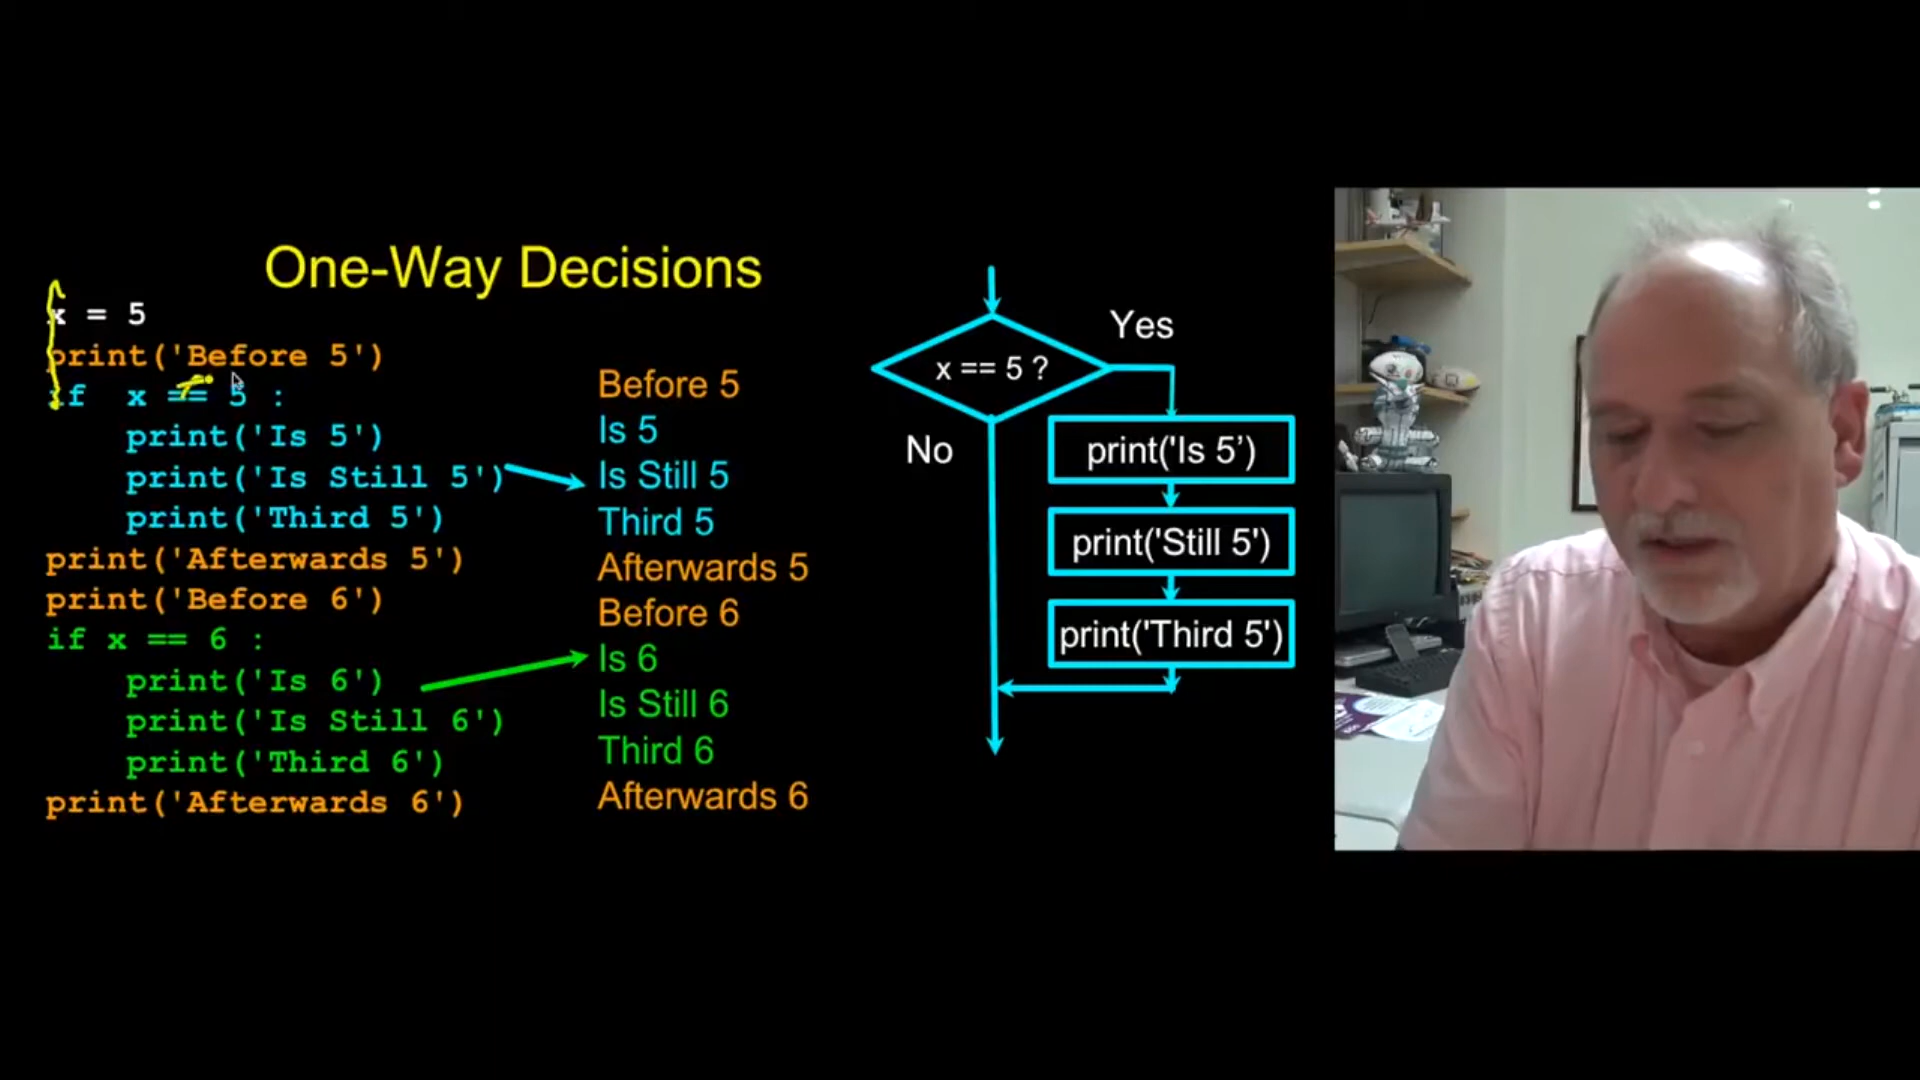 One-Way Decisions
x = 5
print('Before 5')
if  x == 5 :
    print('Is 5')
    print('Is Still 5')
    print('Third 5')
print('Afterwards 5')
print('Before 6')
if x == 6 :
    print('Is 6')
    print('Is Still 6')
    print('Third 6')
print('Afterwards 6')
Before 5
Is 5
Is Still 5
Third 5
Afterwards 5
Before 6
Is 6
Is Still 6
Third 6
Afterwards 6
x == 5 ?
Yes
No
print('Is 5’)
print('Still 5')
print('Third 5')